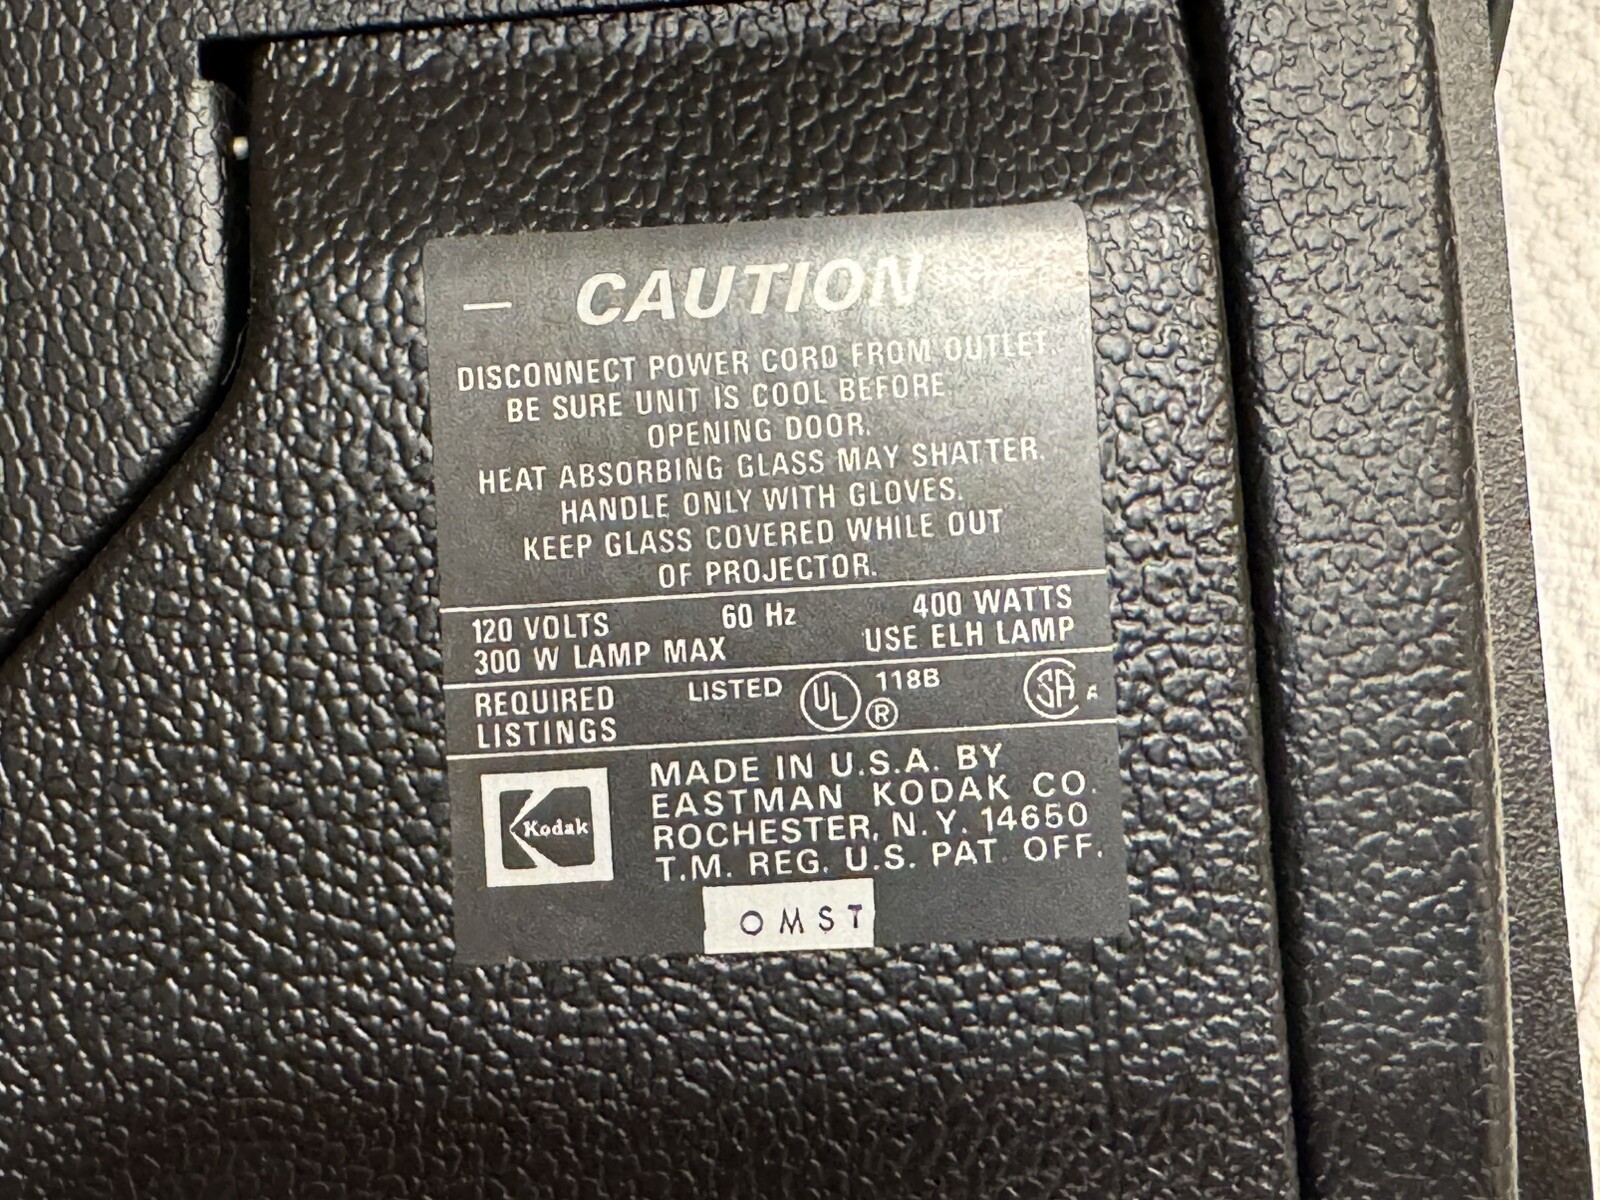 — CAUTION
DISCONNECT POWER CORD FROM OUTLET.
BE SURE UNIT IS COOL BEFORE
OPENING DOOR.
HEAT ABSORBING GLASS MAY SHATTER.
HANDLE ONLY WITH GLOVES.
KEEP GLASS COVERED WHILE OUT
OF PROJECTOR.
120 VOLTS 60 Hz 400 WATTS
300 W LAMP MAX USE ELH LAMP
REQUIRED LISTINGS LISTED UL ® 118B SA A
Kodak
MADE IN U.S.A. BY
EASTMAN KODAK CO.
ROCHESTER, N.Y. 14650
T.M. REG. U.S. PAT. OFF.
OMST